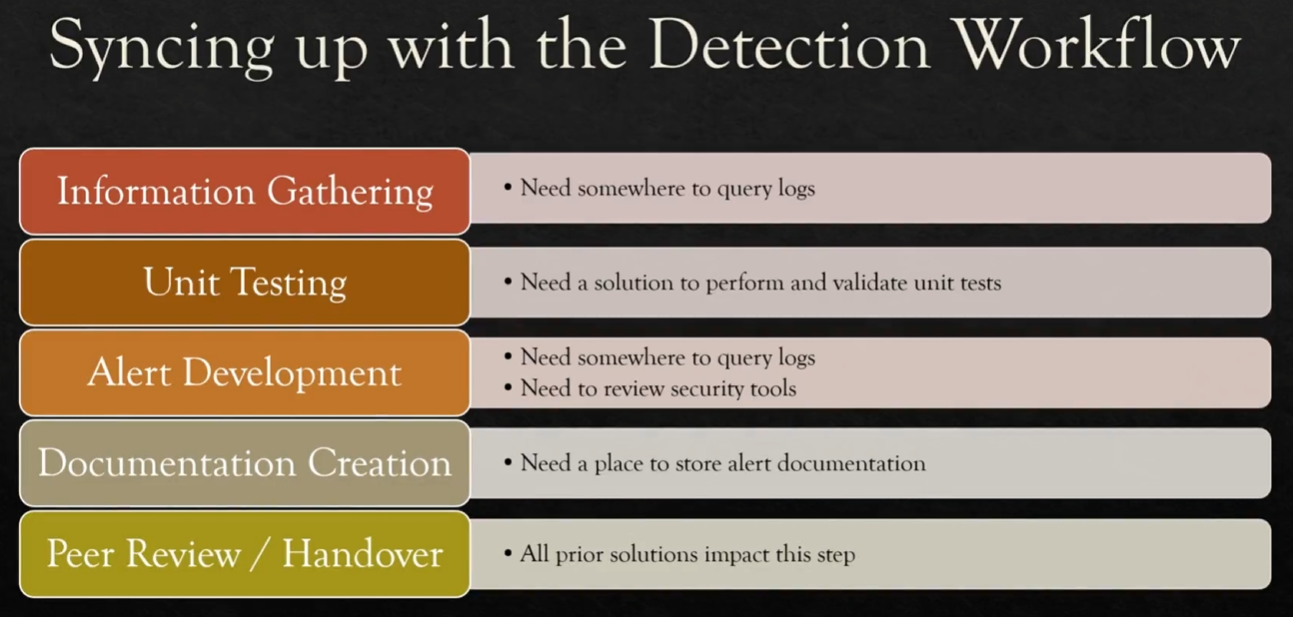 Syncing up with the Detection Workflow
Information Gathering
• Need somewhere to query logs
Unit Testing
• Need a solution to perform and validate unit tests
Alert Development
• Need somewhere to query logs
• Need to review security tools
Documentation Creation
• Need a place to store alert documentation
Peer Review / Handover
• All prior solutions impact this step